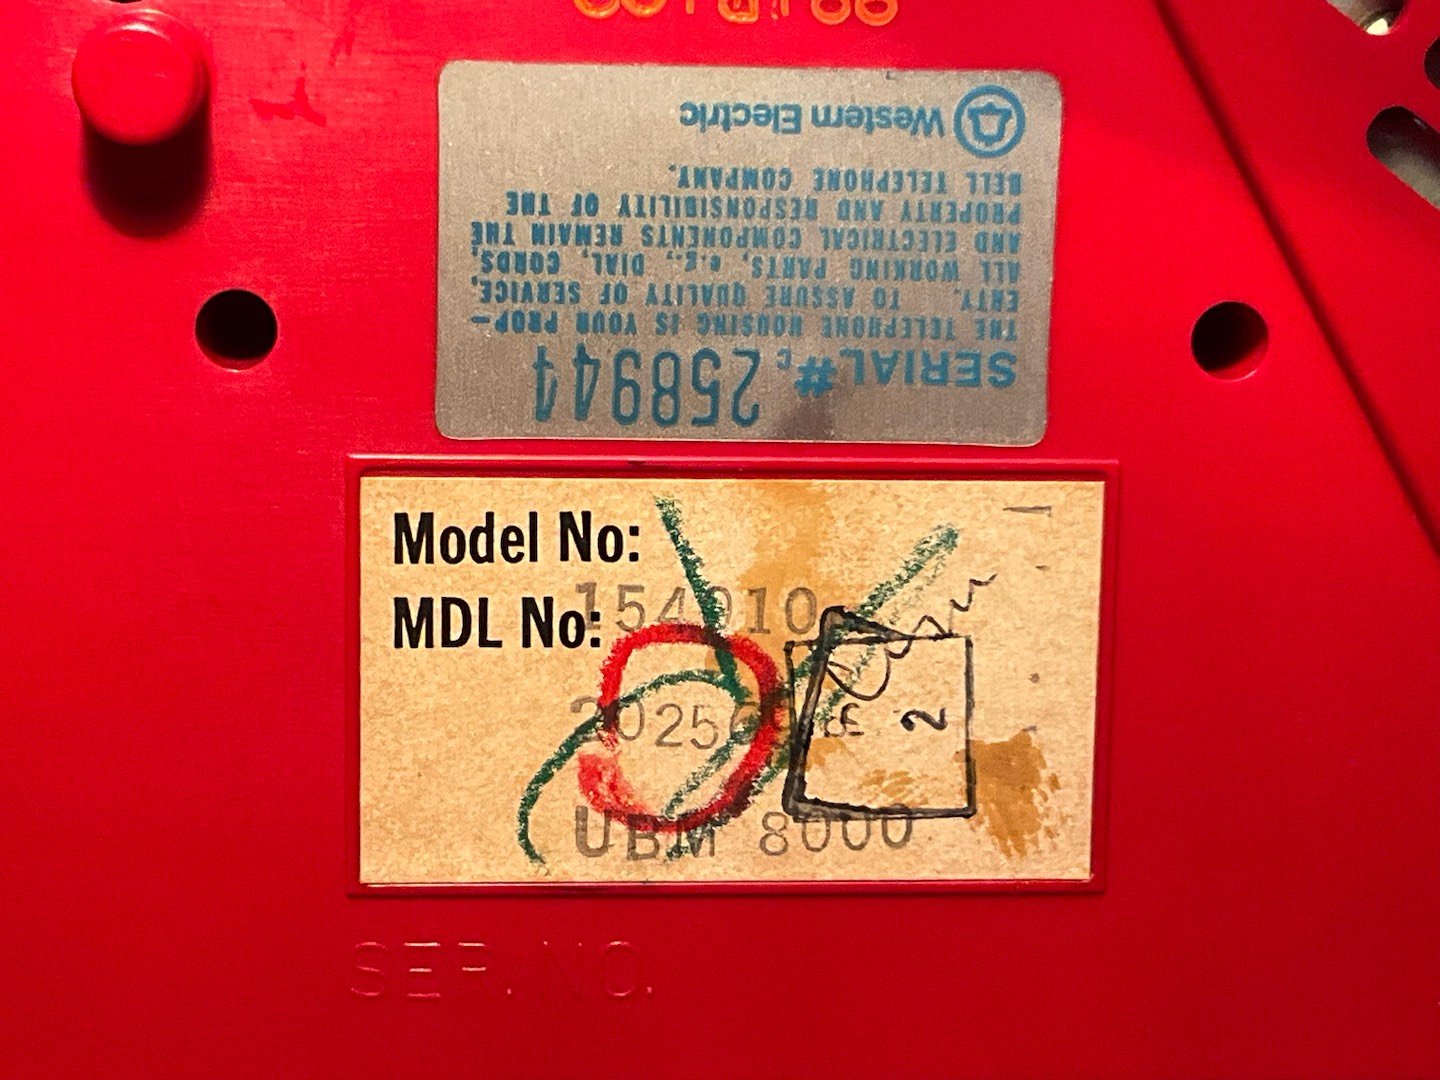 Western Electric
BELL TELEPHONE COMPANY.
PROPERTY AND RESPONSIBILITY OF THE
AND ELECTRICAL COMPONENTS REMAIN THE
ALL WORKING PARTS, e.g., DIAL, CORDS,
ERTY. TO ASSURE QUALITY OF SERVICE,
THE TELEPHONE HOUSING IS YOUR PROP-
SERIAL #c 258944
Model No:
MDL No: 154010
2
UBM 8000
SER. NO.